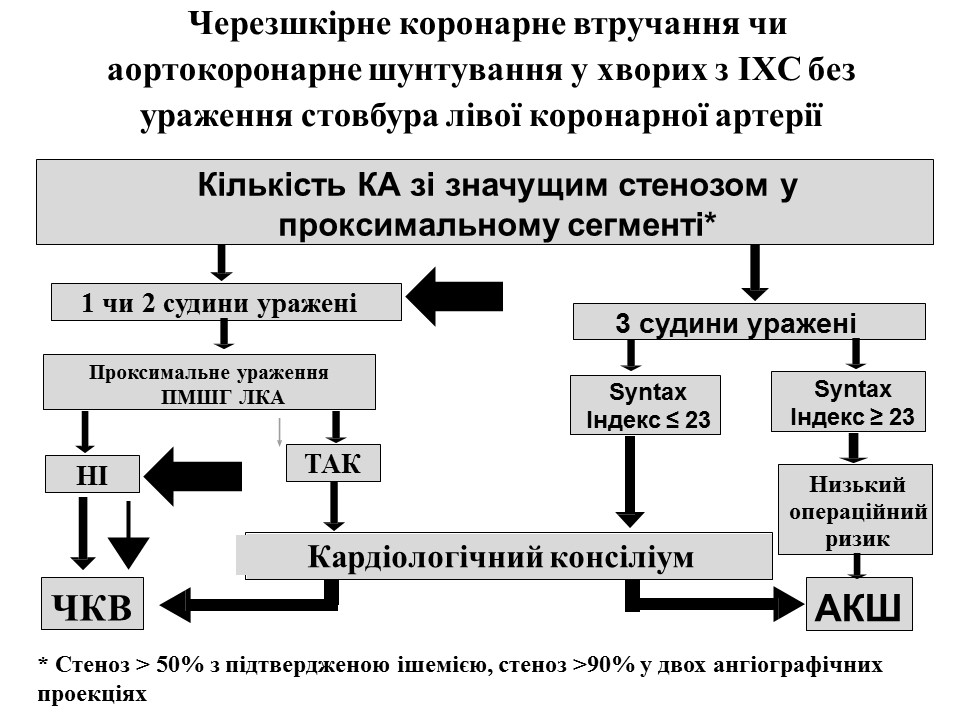 Черезшкірне коронарне втручання чи
аортокоронарне шунтування у хворих з ІХС без
ураження стовбура лівої коронарної артерії
Кількість КА зі значущим стенозом у
проксимальному сегменті*
1 чи 2 судини уражені
3 судини уражені
Проксимальне ураження
ПМШГ ЛКА
Syntax
Індекс ≤ 23
Syntax
Індекс ≥ 23
НІ
ТАК
Низький
операційний
ризик
Кардіологічний консіліум
ЧКВ
АКШ
* Стеноз > 50% з підтвердженою ішемією, стеноз >90% у двох ангіографічних
проекціях